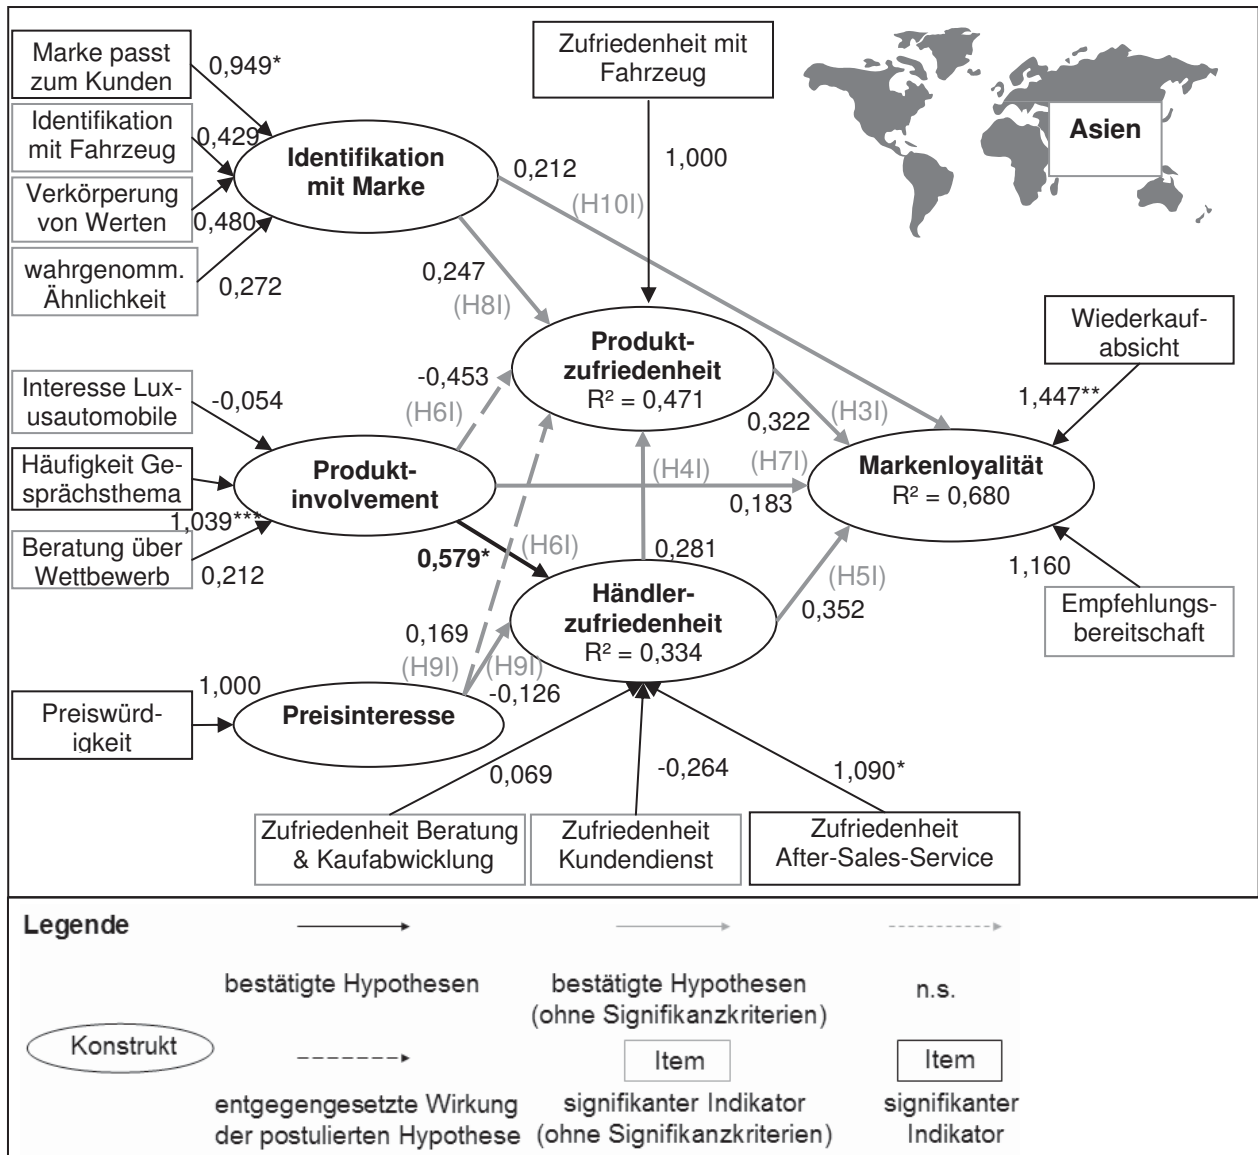 Marke passt
zum Kunden
0,949*
Identifikation
mit Fahrzeug
0,429
Verkörperung
von Werten
0,480
wahrgenomm.
Ähnlichkeit
0,272
Identifikation
mit Marke
0,212
(H10I)
0,247
(H8I)
Zufriedenheit mit
Fahrzeug
1,000
Asien
Produkt-
zufriedenheit
R² = 0,471
Wiederkauf-
absicht
1,447**
Interesse Lux-
usautomobile
-0,054
Häufigkeit Ge-
sprächsthema
1,039***
Beratung über
Wettbewerb
0,212
Produkt-
involvement
-0,453
(H6I)
0,322
(H3I)
(H4I)
(H7I)
0,183
Markenloyalität
R² = 0,680
0,579*
(H6I)
0,281
Händler-
zufriedenheit
R² = 0,334
(H5I)
0,352
1,160
Empfehlungs-
bereitschaft
0,169
(H9I)
(H9I)
-0,126
1,000
Preiswürd-
igkeit
Preisinteresse
0,069
-0,264
1,090*
Zufriedenheit Beratung
& Kaufabwicklung
Zufriedenheit
Kundendienst
Zufriedenheit
After-Sales-Service
Legende
bestätigte Hypothesen
bestätigte Hypothesen
(ohne Signifikanzkriterien)
n.s.
Konstrukt
entgegengesetzte Wirkung
der postulierten Hypothese
Item
signifikanter Indikator
(ohne Signifikanzkriterien)
Item
signifikanter
Indikator